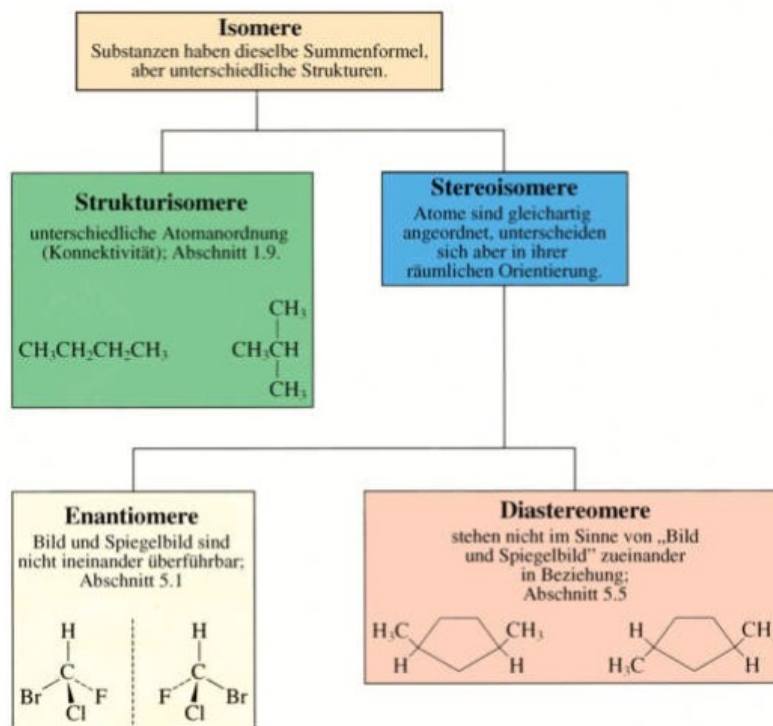 Isomere
Substanzen haben dieselbe Summenformel,
aber unterschiedliche Strukturen.
Strukturisomere
unterschiedliche Atomanordnung
(Konnektivität); Abschnitt 1.9.
CH₃
CH₃CH₂CH₂CH₃ CH₃CH
CH₃
Stereoisomere
Atome sind gleichartig
angeordnet, unterscheiden
sich aber in ihrer
räumlichen Orientierung.
Enantiomere
Bild und Spiegelbild sind
nicht ineinander überführbar;
Abschnitt 5.1
H H
C C
Br F F Br
Cl Cl
Diastereomere
stehen nicht im Sinne von „Bild
und Spiegelbild” zueinander
in Beziehung;
Abschnitt 5.5
H₃C CH₃ H CH
H H H₃C H